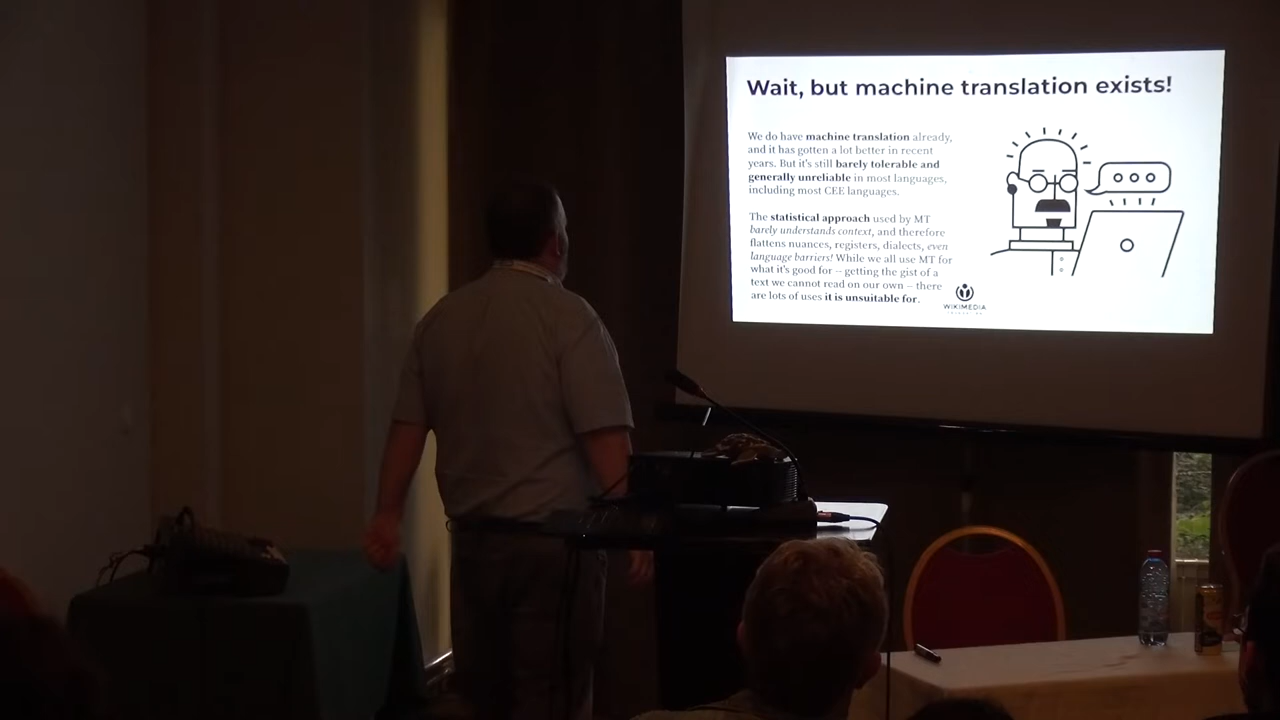 Wait, but machine translation exists!
We do have machine translation already,
and it has gotten a lot better in recent
years. But it's still barely tolerable and
generally unreliable in most languages,
including most CEE languages.
The statistical approach used by MT
barely understands context, and therefore
flattens nuances, registers, dialects, even
language barriers! While we all use MT for
what it's good for – getting the gist of a
text we cannot read on our own – there
are lots of uses it is unsuitable for.
WIKIMEDIA